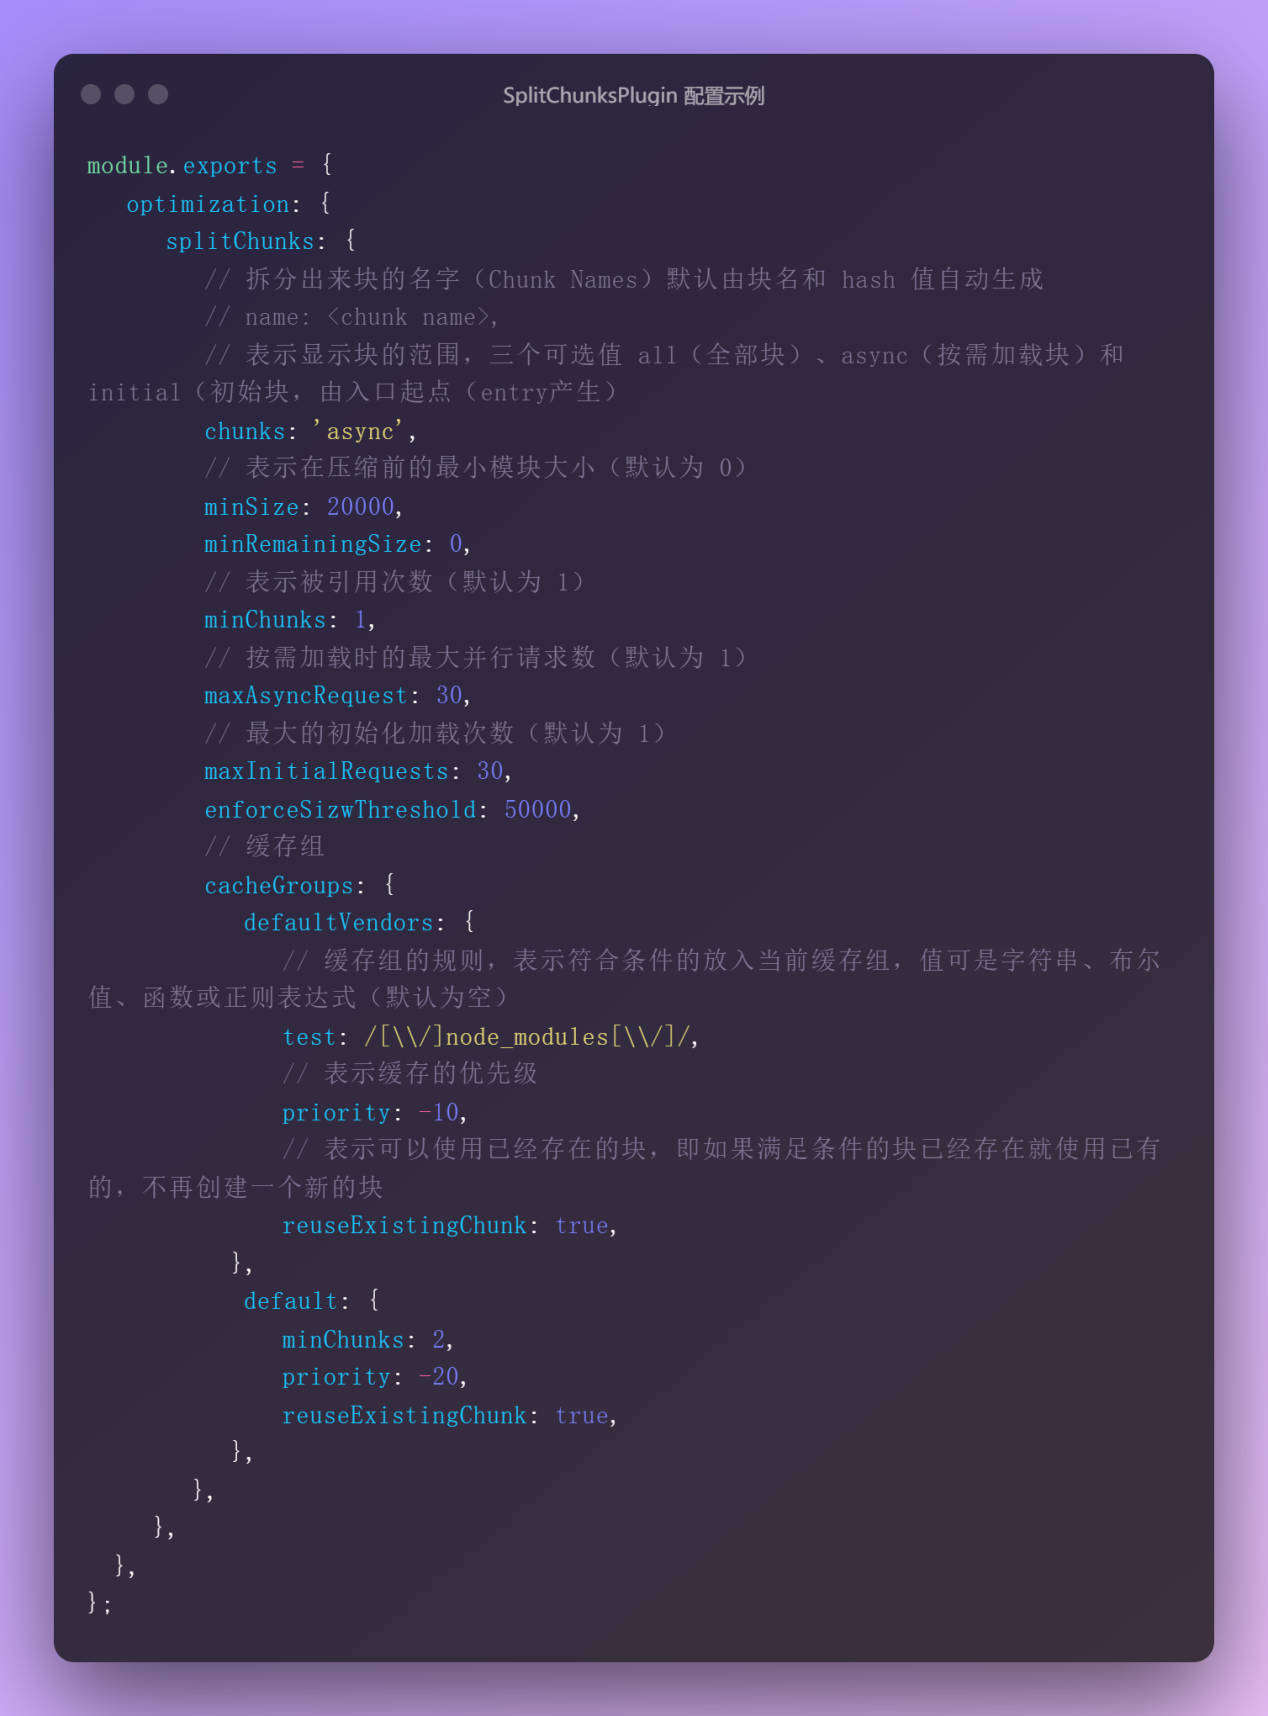 SplitChunksPlugin 配置示例
module.exports = {
optimization: {
splitChunks: {
// 拆分出来块的名字（Chunk Names）默认由块名和 hash 值自动生成
// name: <chunk name>,
// 表示显示块的范围，三个可选值 all（全部块）、async（按需加载块）和
initial（初始块，由入口起点（entry产生）
chunks: 'async',
// 表示在压缩前的最小模块大小（默认为 0）
minSize: 20000,
minRemainingSize: 0,
// 表示被引用次数（默认为 1）
minChunks: 1,
// 按需加载时的最大并行请求数（默认为 1）
maxAsyncRequest: 30,
// 最大的初始化加载次数（默认为 1）
maxInitialRequests: 30,
enforceSizwThreshold: 50000,
// 缓存组
cacheGroups: {
defaultVendors: {
// 缓存组的规则，表示符合条件的放入当前缓存组，值可是字符串、布尔
值、函数或正则表达式（默认为空）
test: /[\\/]node_modules[\\/]/,
// 表示缓存的优先级
priority: -10,
// 表示可以使用已经存在的块，即如果满足条件的块已经存在就使用已有
的，不再创建一个新的块
reuseExistingChunk: true,
},
default: {
minChunks: 2,
priority: -20,
reuseExistingChunk: true,
},
},
},
},
};